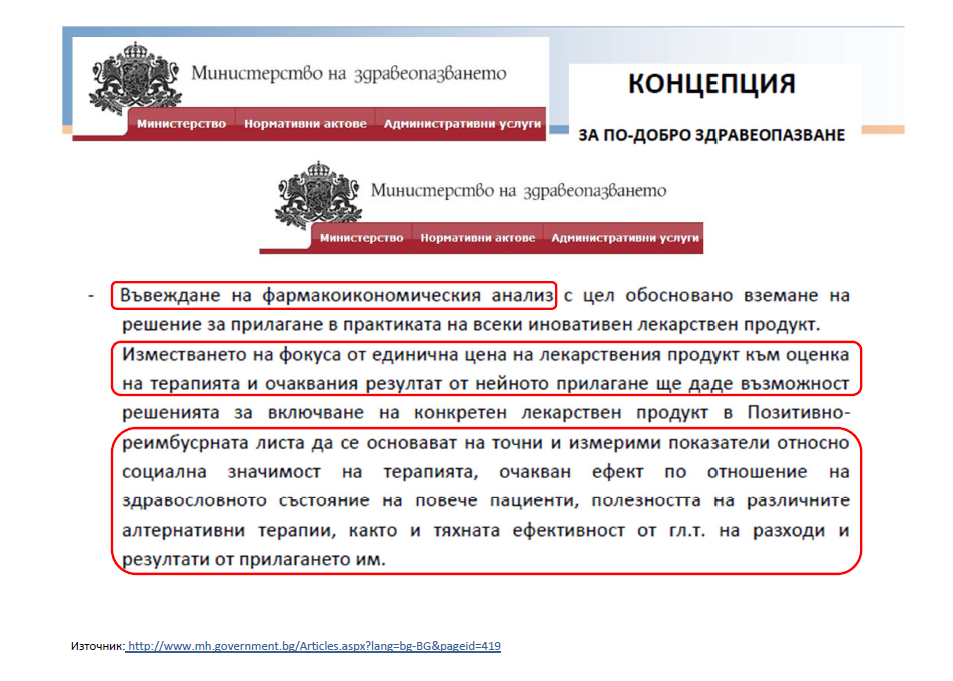 Министерство на здравеопазването
Министерство Нормативни актове Административни услуги
КОНЦЕПЦИЯ
ЗА ПО-ДОБРО ЗДРАВЕОПАЗВАНЕ
Министерство на здравеопазването
Министерство Нормативни актове Административни услуги
- Въвеждане на фармакоикономическия анализ с цел обосновано вземане на
решение за прилагане в практиката на всеки иновативен лекарствен продукт.
Изместването на фокуса от единична цена на лекарствения продукт към оценка
на терапията и очаквания резултат от нейното прилагане ще даде възможност
решенията за включване на конкретен лекарствен продукт в Позитивно-
реимбусрната листа да се основават на точни и измерими показатели относно
социална значимост на терапията, очакван ефект по отношение на
здравословното състояние на повече пациенти, полезността на различните
алтернативни терапии, както и тяхната ефективност от гл.т. на разходи и
резултати от прилагането им.
Източник: http://www.mh.government.bg/Articles.aspx?lang=bg-BG&pageid=419